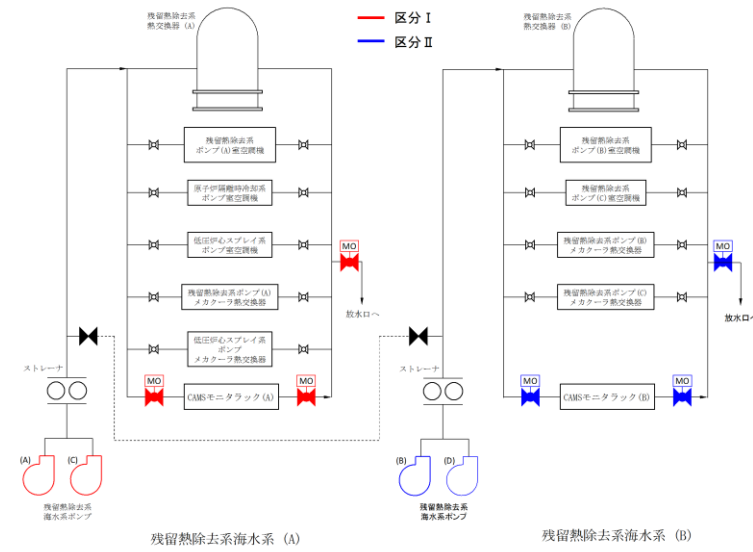 残留熱除去系
熱交換器 (A)
区分Ⅰ
区分Ⅱ
残留熱除去系
熱交換器 (B)
残留熱除去系
ポンプ(A)室空調機
原子炉隔離時冷却系
ポンプ室空調機
低圧炉心スプレイ系
ポンプ室空調機
残留熱除去系ポンプ(A)
メカクーラ熱交換器
低圧炉心スプレイ系
ポンプ
メカクーラ熱交換器
MO
MO
CAMSモニタラック(A)
MO
放水口へ
ストレーナ
(A)
(C)
残留熱除去系
海水系ポンプ
残留熱除去系海水系 (A)
残留熱除去系
ポンプ(B)室空調機
残留熱除去系
ポンプ(C)室空調機
残留熱除去系ポンプ(B)
メカクーラ熱交換器
残留熱除去系ポンプ(C)
メカクーラ熱交換器
MO
MO
CAMSモニタラック(B)
MO
放水口へ
ストレーナ
(B)
(D)
残留熱除去系
海水系ポンプ
残留熱除去系海水系 (B)